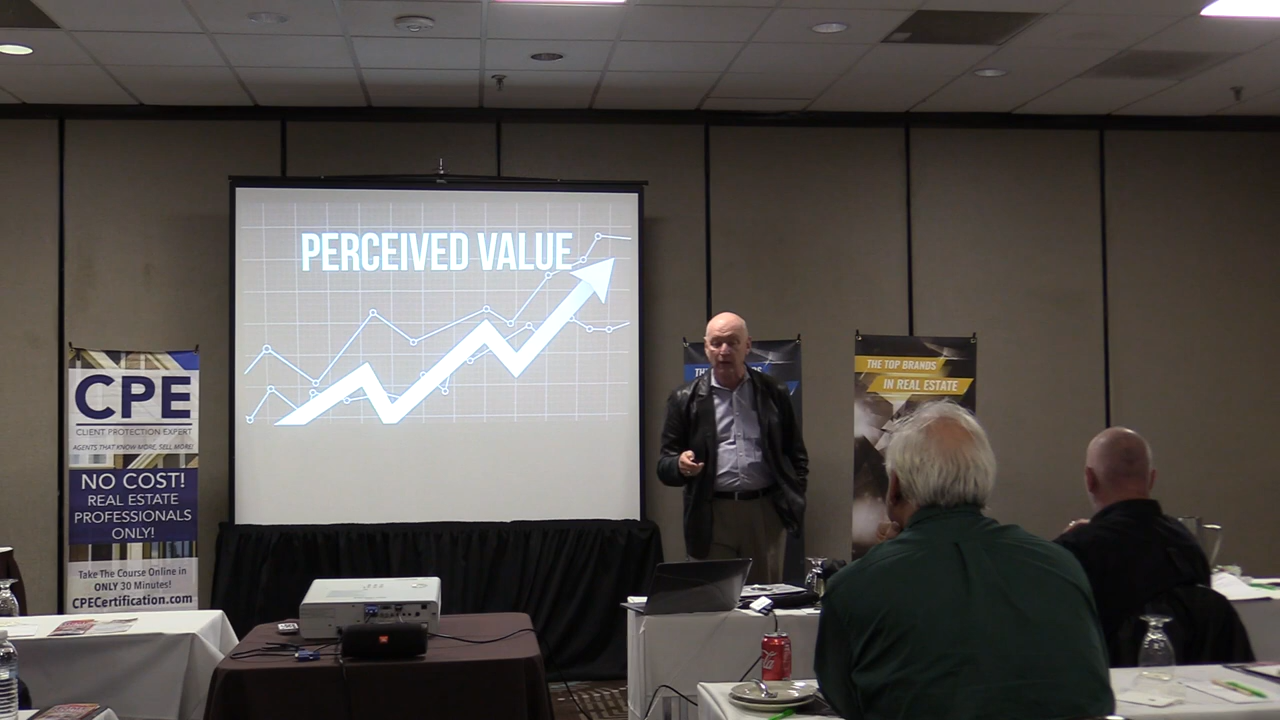 PERCEIVED VALUE
CPE
CLIENT PROTECTION EXPERT
AGENTS THAT KNOW MORE, SELL MORE!
NO COST!
REAL ESTATE
PROFESSIONALS
ONLY!
Take The Course Online in
ONLY 30 Minutes!
CPECertification.com
THE TOP BRANDS
IN REAL ESTATE